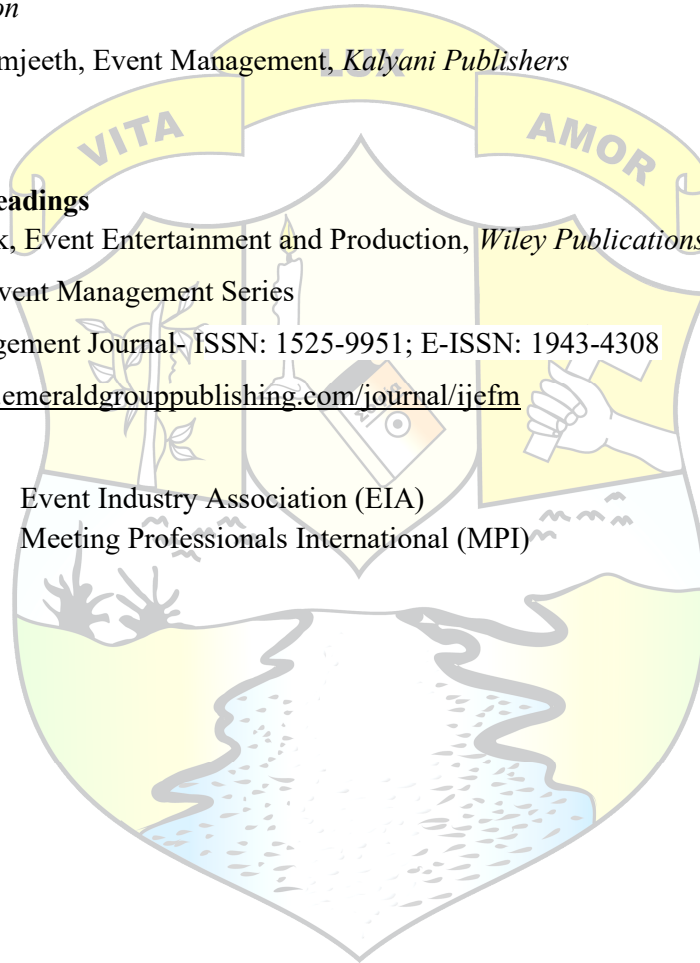 on
LUX
mjeeth, Event Management, Kalyani Publishers
VITA
AMOR
eadings
k, Event Entertainment and Production, Wiley Publications
vent Management Series
gement Journal- ISSN: 1525-9951; E-ISSN: 1943-4308
.emeraldgrouppublishing.com/journal/ijefm
Event Industry Association (EIA)
Meeting Professionals International (MPI)